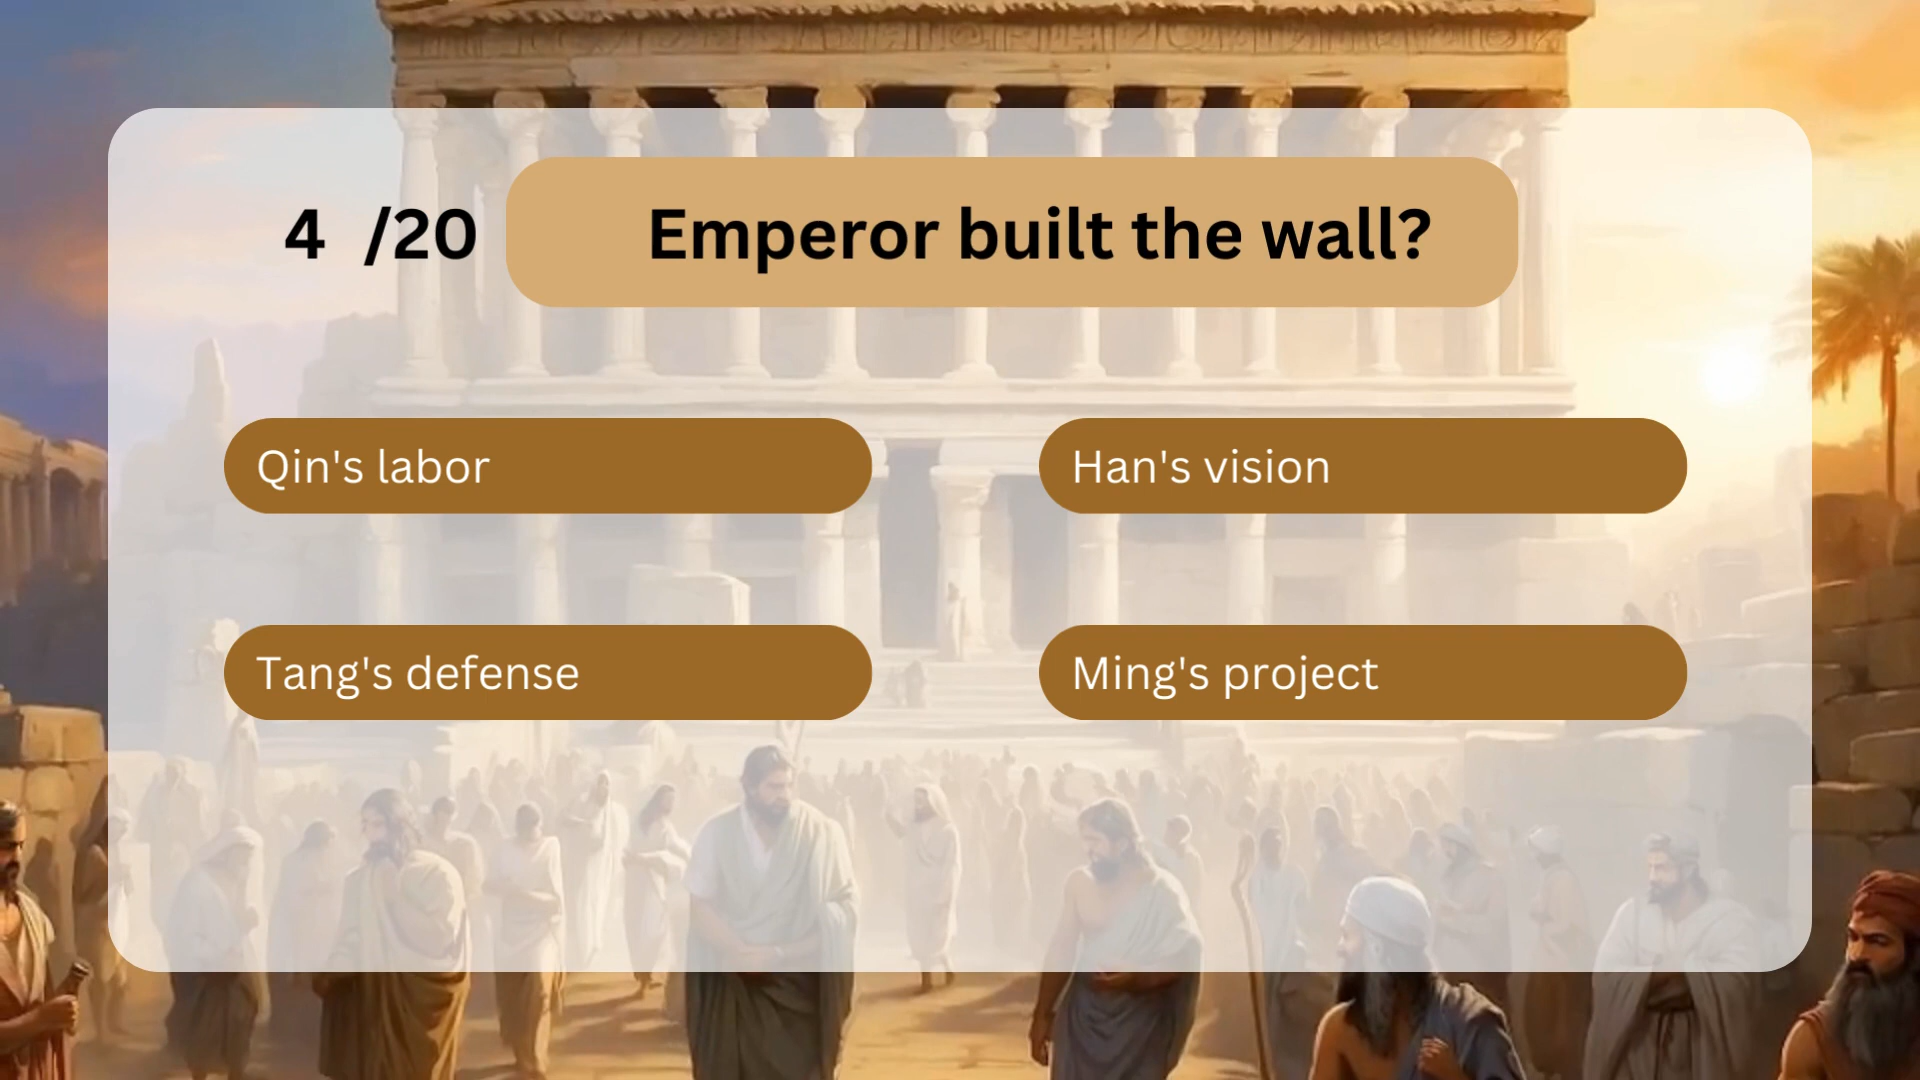 4 /20
Emperor built the wall?
Qin's labor
Han's vision
Tang's defense
Ming's project